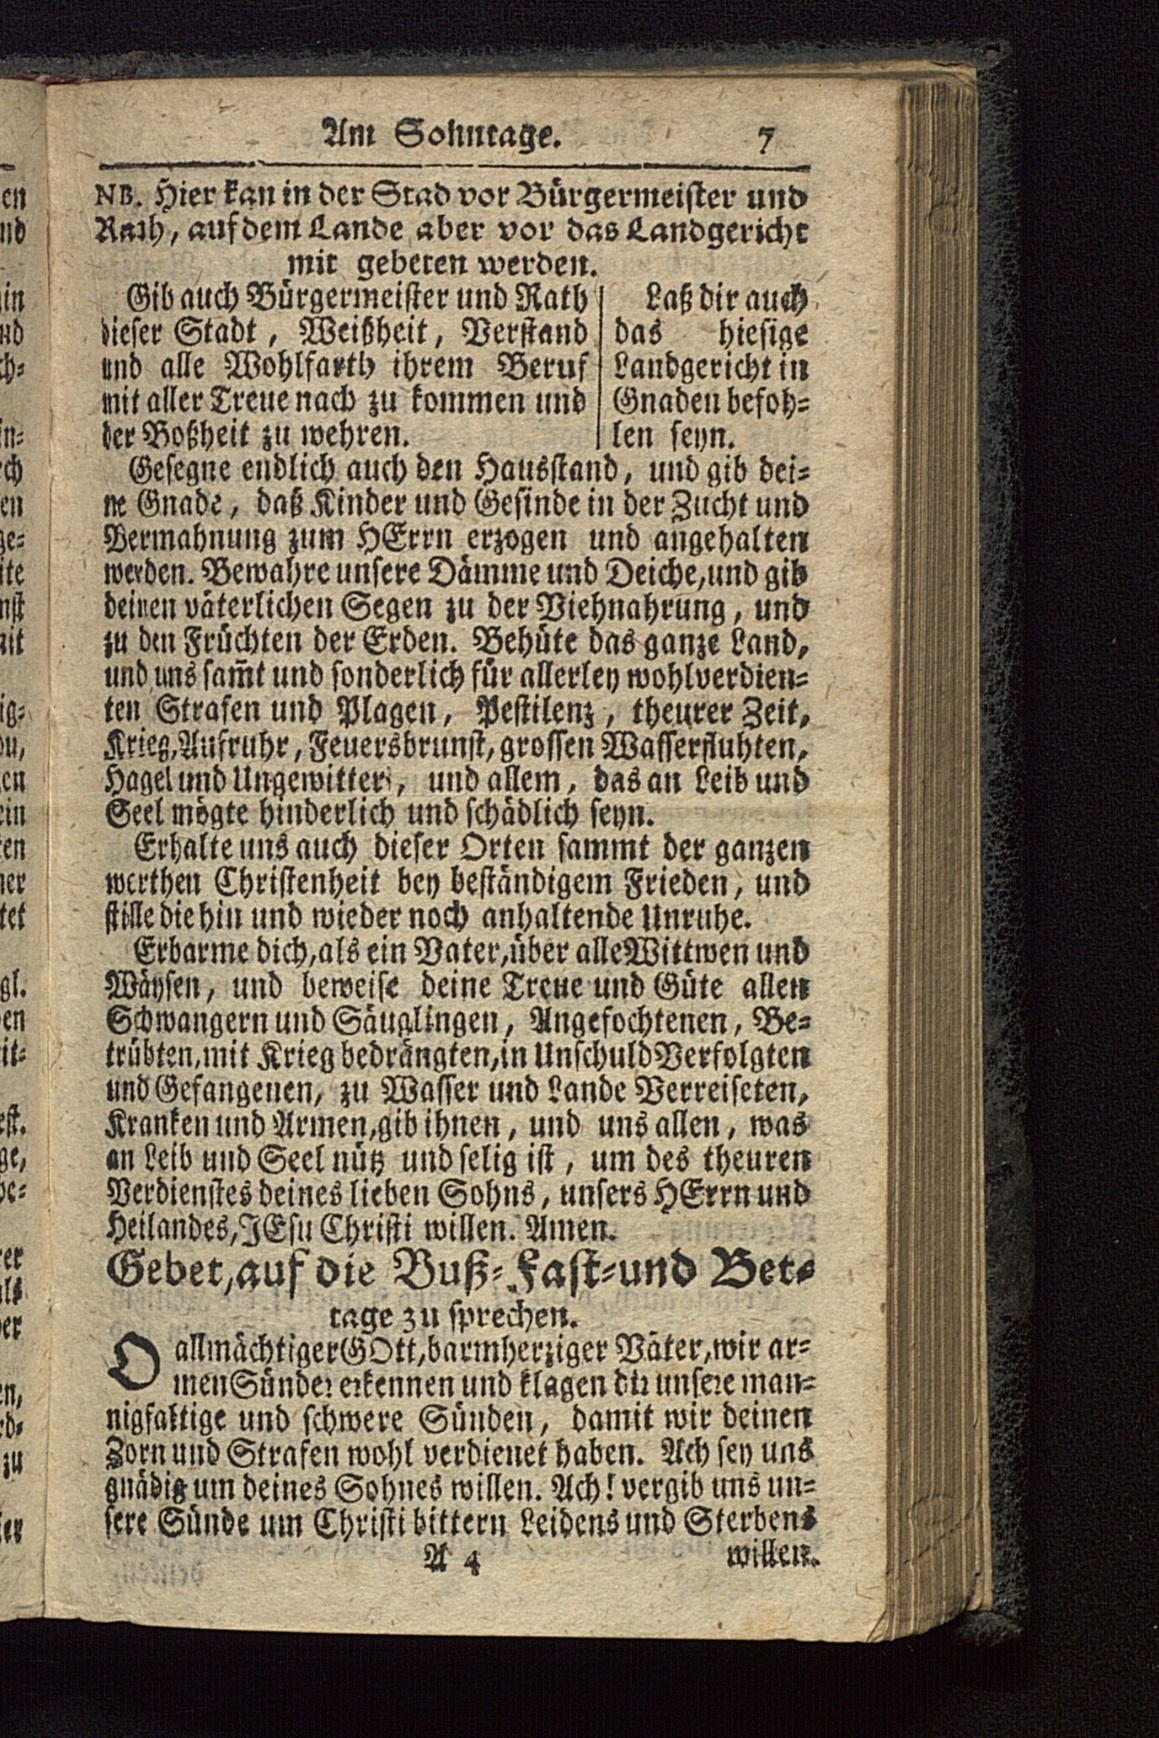 Am Sonntage. 7
NB. Hier kan in der Stad vor Bürgermeister und
Rath, auf dem Lande aber vor das Landgericht
mit gebeten werden.
Gib auch Bürgermeister und Rath
dieser Stadt, Weißheit, Verstand
und alle Wohlfarth ihrem Beruf
mit aller Treue nach zu kommen und
der Boßheit zu wehren.
Laß dir auch
das hiesige
Landgericht in
Gnaden befoh-
len seyn.
Gesegne endlich auch den Hausstand, und gib dei-
ne Gnade, daß Kinder und Gesinde in der Zucht und
Vermahnung zum HErrn erzogen und angehalten
werden. Bewahre unsere Dämme und Deiche, und gib
deinen väterlichen Segen zu der Viehnahrung, und
zu den Früchten der Erden. Behüte das ganze Land,
und uns sam̄t und sonderlich für allerley wohlverdien-
ten Strafen und Plagen, Pestilenz, theurer Zeit,
Krieg, Aufruhr, Feuersbrunst, grossen Wasserfluhten,
Hagel und Ungewitter, und allem, das an Leib und
Seel mögte hinderlich und schädlich seyn.
Erhalte uns auch dieser Orten sammt der ganzen
werthen Christenheit bey beständigem Frieden, und
stille die hin und wieder noch anhaltende Unruhe.
Erbarme dich, als ein Vater, über alle Wittwen und
Wäysen, und beweise deine Treue und Güte allen
Schwangern und Säuglingen, Angefochtenen, Be-
trübten, mit Krieg bedrängten, in Unschuld Verfolgten
und Gefangenen, zu Wasser und Lande Verreiseten,
Kranken und Armen, gib ihnen, und uns allen, was
an Leib und Seel nütz und selig ist, um des theuren
Verdienstes deines lieben Sohns, unsers HErrn und
Heilandes, JEsu Christi willen. Amen.
Gebet, auf die Buß-Fast-und Bet-
tage zu sprechen.
O allmächtiger GOtt, barmherziger Väter, wir ar-
men Sünder erkennen und klagen dir unsere man-
nigfaltige und schwere Sünden, damit wir deinen
Zorn und Strafen wohl verdienet haben. Ach sey uns
gnädig um deines Sohnes willen. Ach! vergib uns un-
sere Sünde um Christi bittern Leidens und Sterbens
A 4 willen.